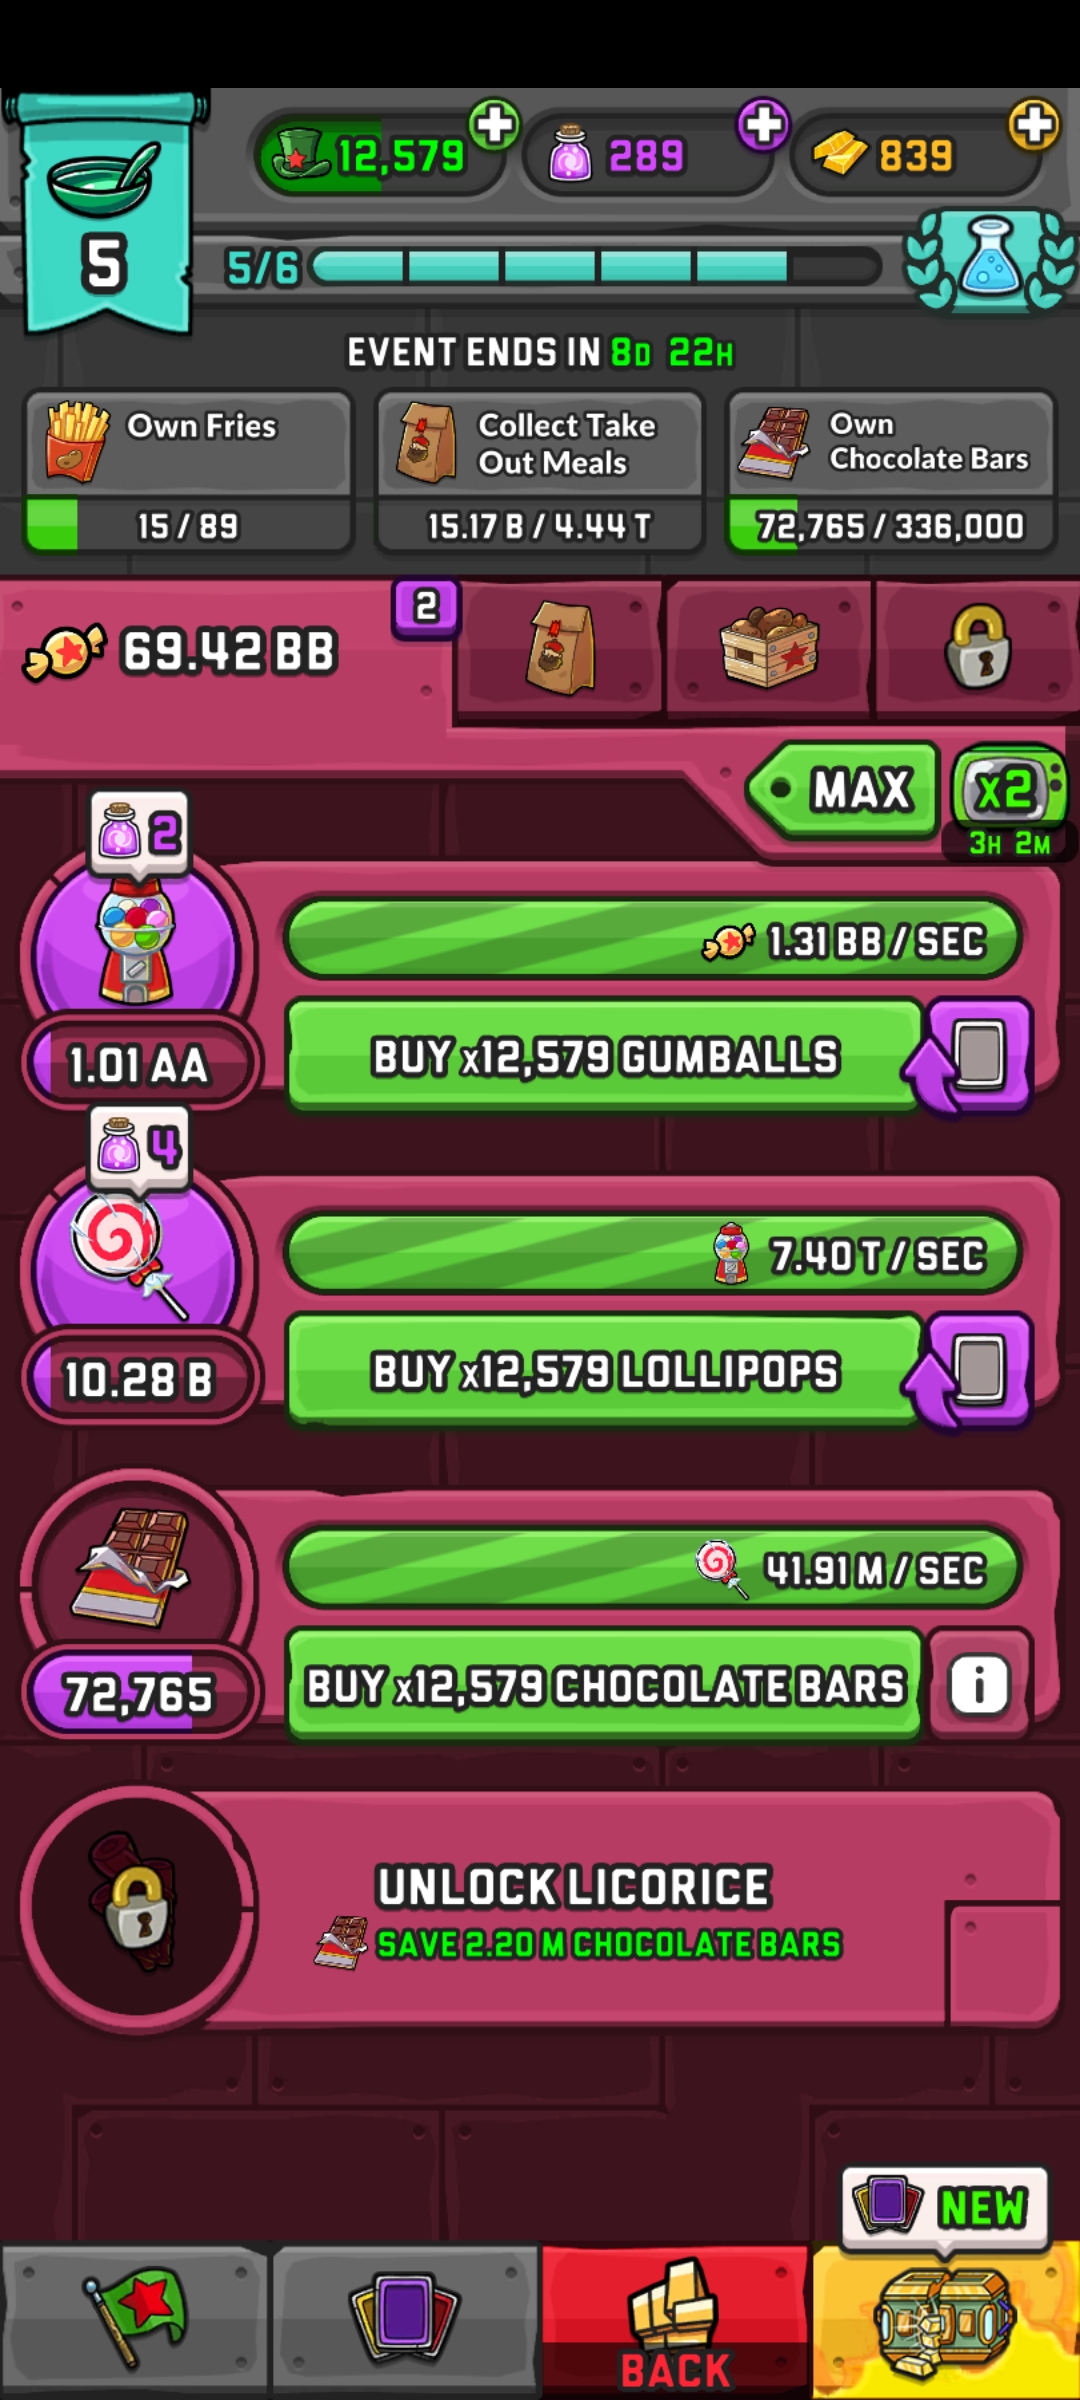 12,579
289
839
5
5/6
EVENT ENDS IN 8D 22H
Own Fries
15 / 89
Collect Take
Out Meals
15.17 B / 4.44 T
Own
Chocolate Bars
72,765 / 336,000
69.42 BB
2
MAX
X2
3H 2M
2
1.31 BB / SEC
1.01 AA
BUY x12,579 GUMBALLS
4
7.40 T / SEC
10.28 B
BUY x12,579 LOLLIPOPS
41.91 M / SEC
72,765
BUY x12,579 CHOCOLATE BARS
i
UNLOCK LICORICE
SAVE 2.20 M CHOCOLATE BARS
NEW
BACK